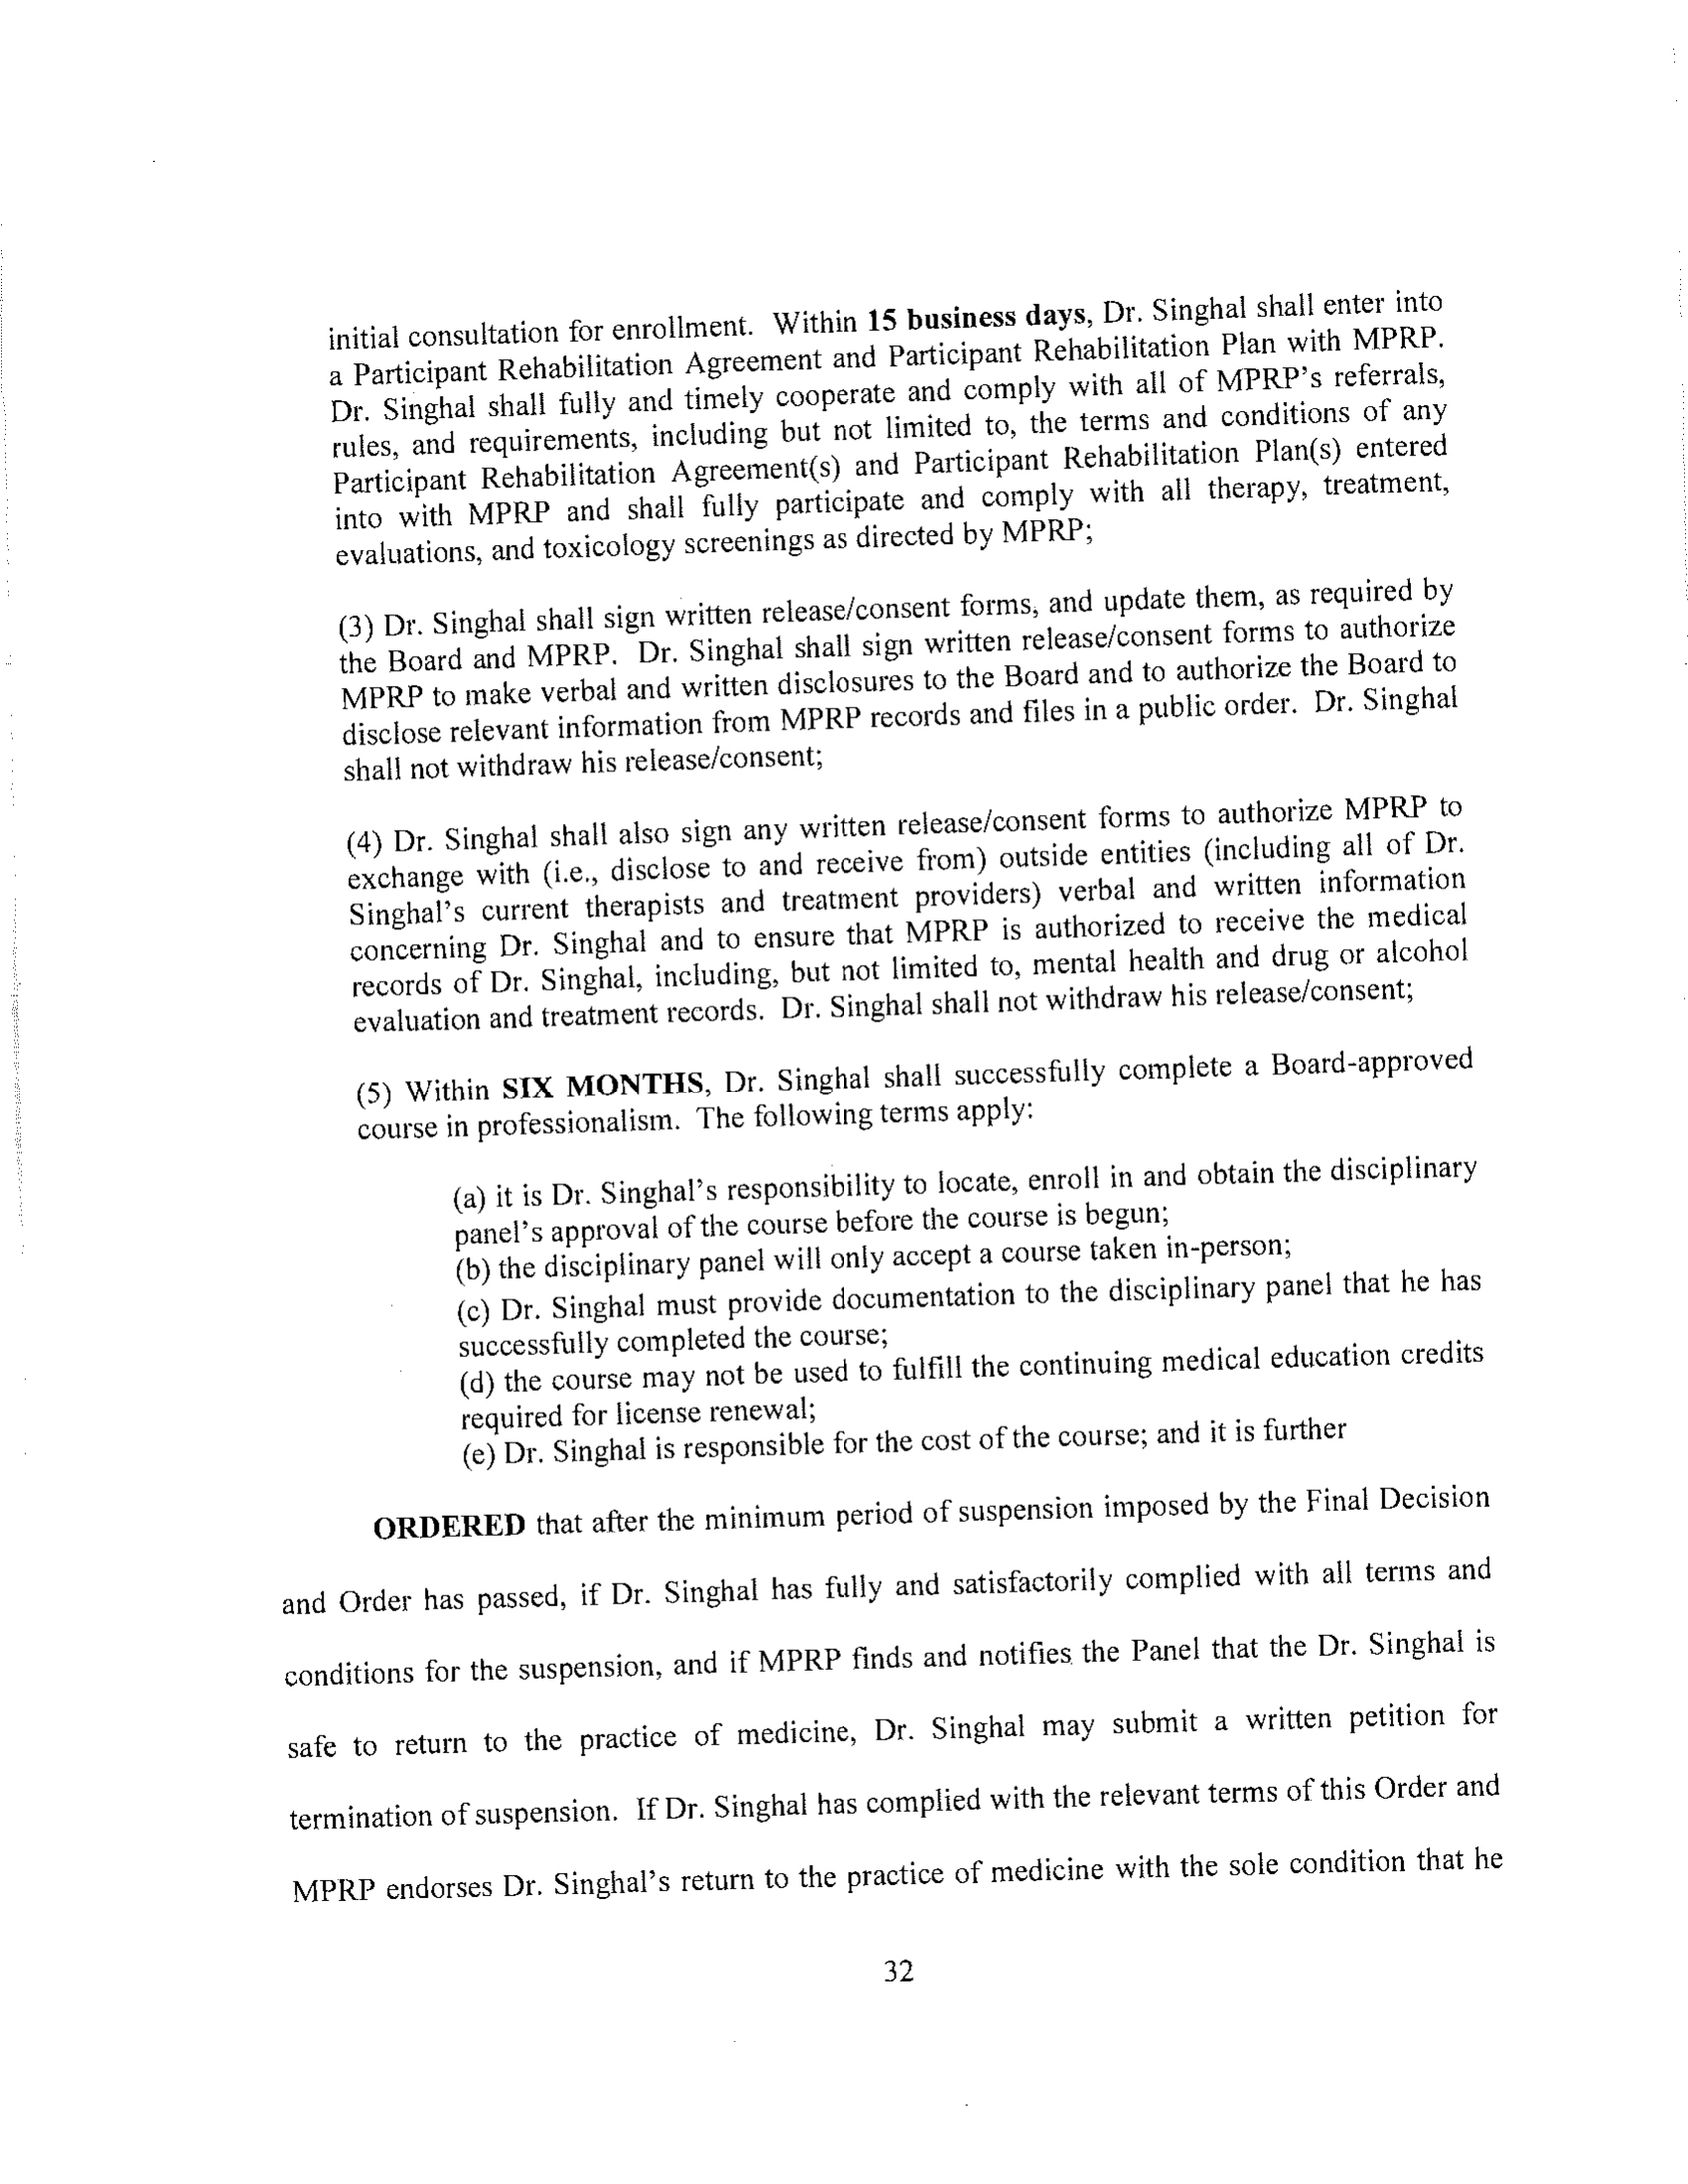 initial consultation for enrollment. Within 15 business days, Dr. Singhal shall enter into
a Participant Rehabilitation Agreement and Participant Rehabilitation Plan with MPRP.
Dr. Singhal shall fully and timely cooperate and comply with all of MPRP's referrals,
rules, and requirements, including but not limited to, the terms and conditions of any
Participant Rehabilitation Agreement(s) and Participant Rehabilitation Plan(s) entered
into with MPRP and shall fully participate and comply with all therapy, treatment,
evaluations, and toxicology screenings as directed by MPRP;
(3) Dr. Singhal shall sign written release/consent forms, and update them, as required by
the Board and MPRP. Dr. Singhal shall sign written release/consent forms to authorize
MPRP to make verbal and written disclosures to the Board and to authorize the Board to
disclose relevant information from MPRP records and files in a public order. Dr. Singhal
shall not withdraw his release/consent;
(4) Dr. Singhal shall also sign any written release/consent forms to authorize MPRP to
exchange with (i.e., disclose to and receive from) outside entities (including all of Dr.
Singhal's current therapists and treatment providers) verbal and written information
concerning Dr. Singhal and to ensure that MPRP is authorized to receive the medical
records of Dr. Singhal, including, but not limited to, mental health and drug or alcohol
evaluation and treatment records. Dr. Singhal shall not withdraw his release/consent;
(5) Within SIX MONTHS, Dr. Singhal shall successfully complete a Board-approved
course in professionalism. The following terms apply:
(a) it is Dr. Singhal's responsibility to locate, enroll in and obtain the disciplinary
panel's approval of the course before the course is begun;
(b) the disciplinary panel will only accept a course taken in-person;
(c) Dr. Singhal must provide documentation to the disciplinary panel that he has
successfully completed the course;
(d) the course may not be used to fulfill the continuing medical education credits
required for license renewal;
(e) Dr. Singhal is responsible for the cost of the course; and it is further
ORDERED that after the minimum period of suspension imposed by the Final Decision
and Order has passed, if Dr. Singhal has fully and satisfactorily complied with all terms and
conditions for the suspension, and if MPRP finds and notifies the Panel that the Dr. Singhal is
safe to return to the practice of medicine, Dr. Singhal may submit a written petition for
termination of suspension. If Dr. Singhal has complied with the relevant terms of this Order and
MPRP endorses Dr. Singhal's return to the practice of medicine with the sole condition that he
32